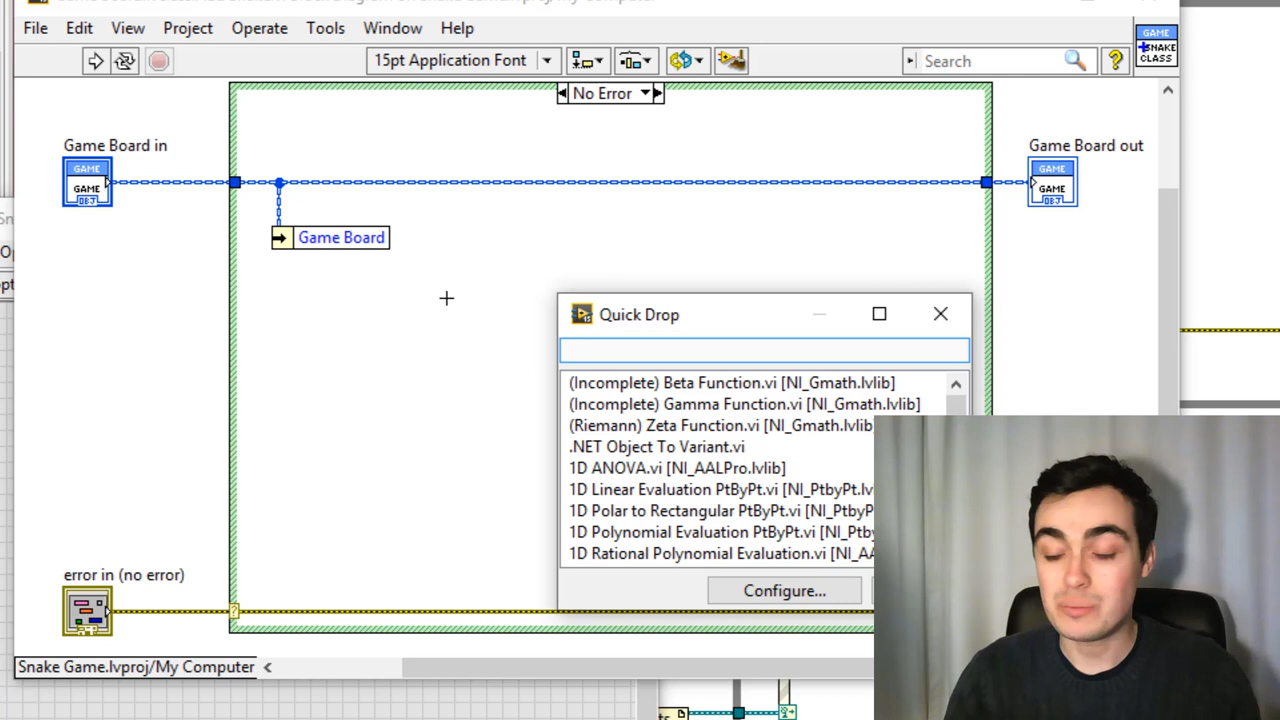 File Edit View Project Operate Tools Window Help
15pt Application Font
Search
GAME
SNAKE
CLASS
No Error
Game Board in
GAME
GAME
OBJ
Game Board out
GAME
GAME
OBJ
Game Board
Quick Drop
(Incomplete) Beta Function.vi [NI_Gmath.lvlib]
(Incomplete) Gamma Function.vi [NI_Gmath.lvlib]
(Riemann) Zeta Function.vi [NI_Gmath.lvlib
.NET Object To Variant.vi
1D ANOVA.vi [NI_AALPro.lvlib]
1D Linear Evaluation PtByPt.vi [NI_PtbyPt.lv
1D Polar to Rectangular PtByPt.vi [NI_PtbyP
1D Polynomial Evaluation PtByPt.vi [NI_Ptby
1D Rational Polynomial Evaluation.vi [NI_AA
Configure...
error in (no error)
Snake Game.lvproj/My Computer